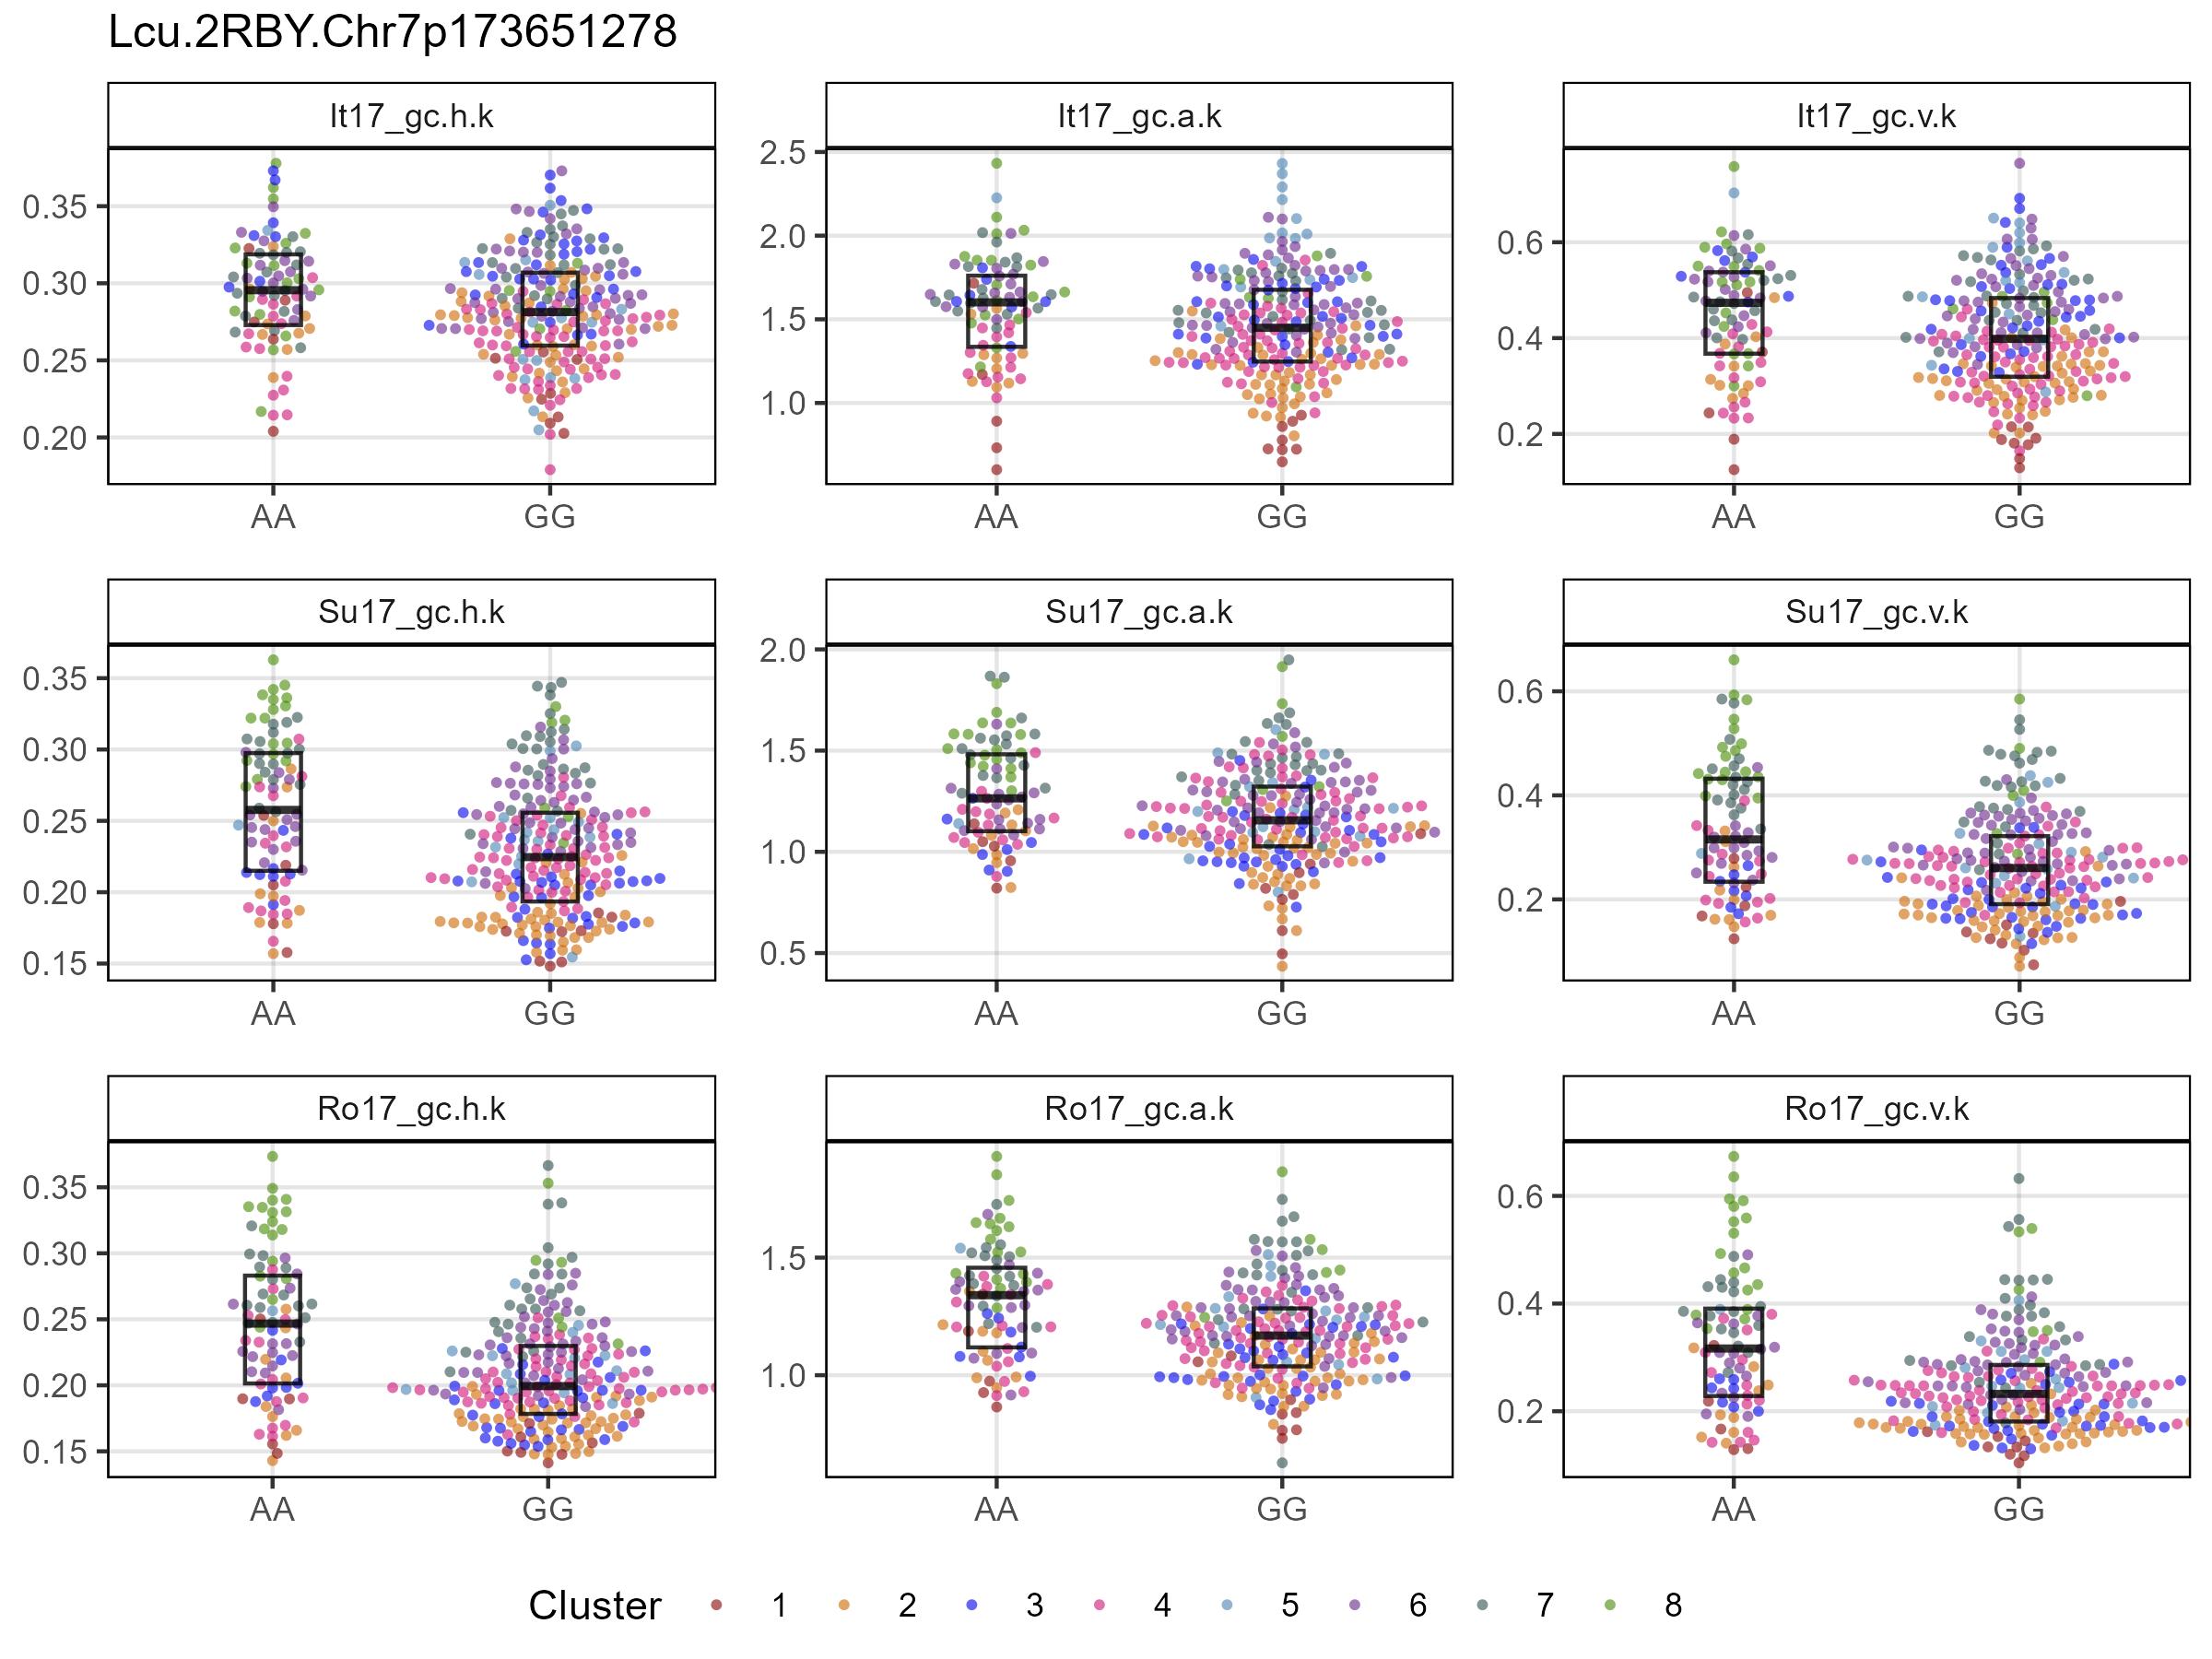 Lcu.2RBY.Chr7p173651278
It17_gc.h.k
It17_gc.a.k
It17_gc.v.k
0.35
0.30
0.25
0.20
2.5
2.0
1.5
1.0
0.6
0.4
0.2
AA GG
AA GG
AA GG
Su17_gc.h.k
Su17_gc.a.k
Su17_gc.v.k
0.35
0.30
0.25
0.20
0.15
2.0
1.5
1.0
0.5
0.6
0.4
0.2
AA GG
AA GG
AA GG
Ro17_gc.h.k
Ro17_gc.a.k
Ro17_gc.v.k
0.35
0.30
0.25
0.20
0.15
1.5
1.0
0.6
0.4
0.2
AA GG
AA GG
AA GG
Cluster 1 2 3 4 5 6 7 8